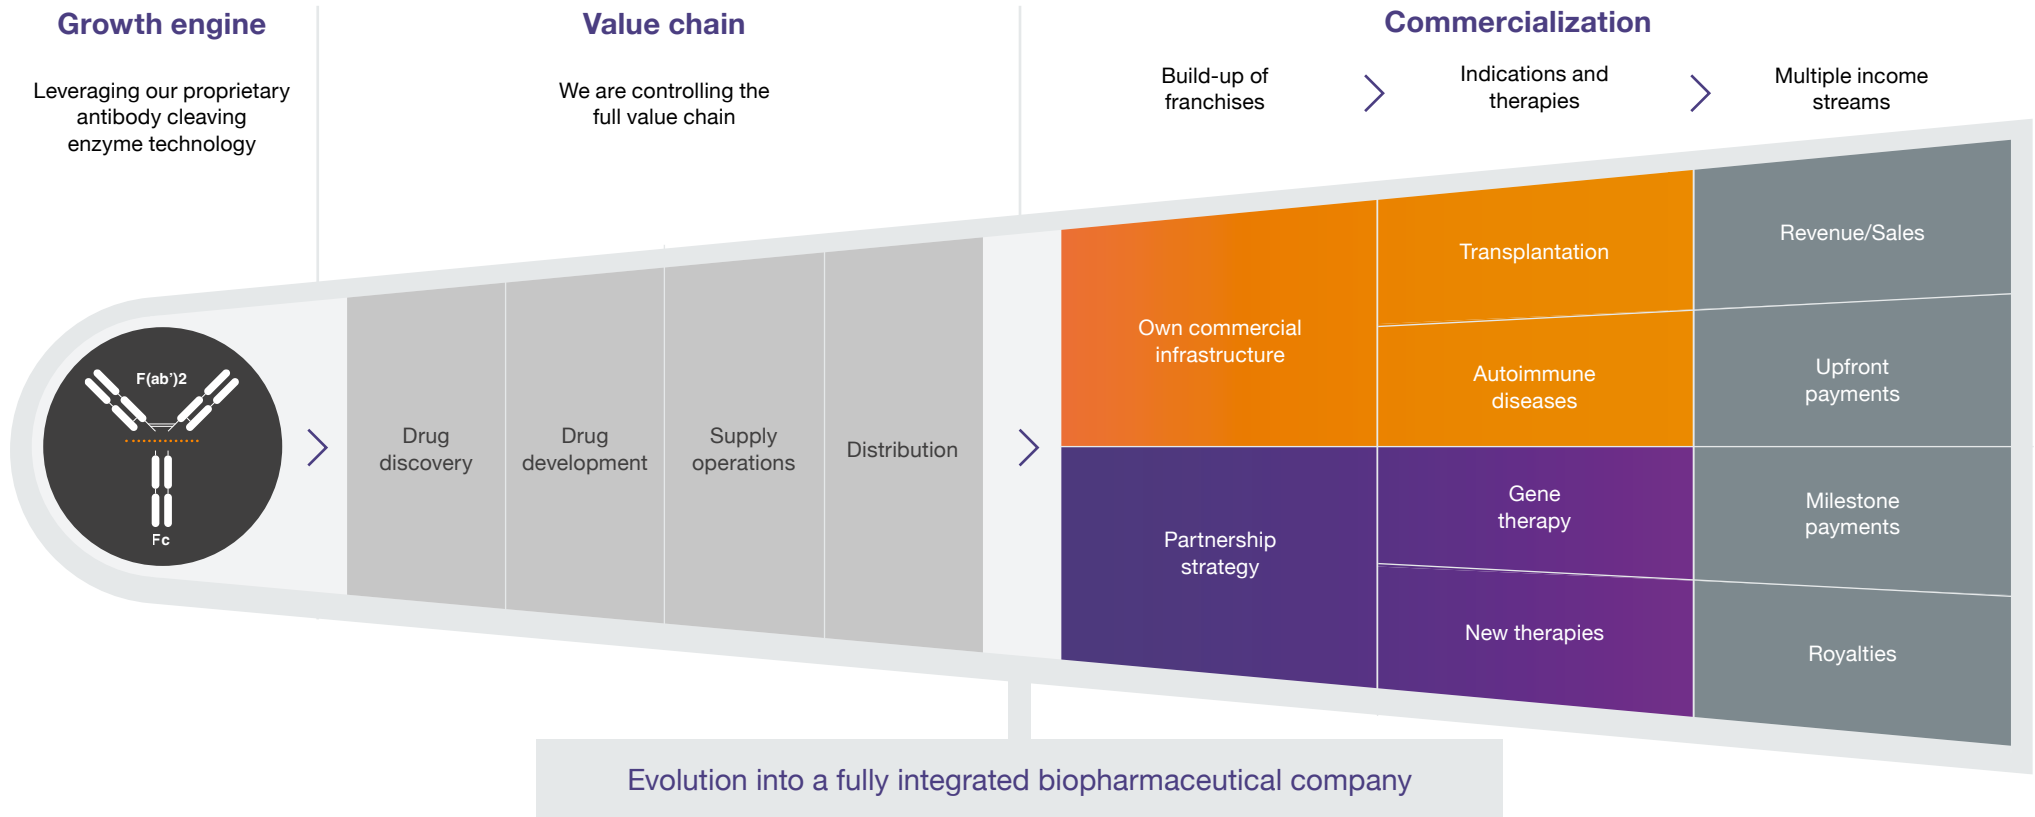 Growth engine
Leveraging our proprietary
antibody cleaving
enzyme technology
Value chain
We are controlling the
full value chain
Commercialization
Build-up of
franchises
Indications and
therapies
Multiple income
streams
F(ab’)2
Fc
Drug
discovery
Drug
development
Supply
operations
Distribution
Own commercial
infrastructure
Partnership
strategy
Transplantation
Autoimmune
diseases
Gene
therapy
New therapies
Revenue/Sales
Upfront
payments
Milestone
payments
Royalties
Evolution into a fully integrated biopharmaceutical company